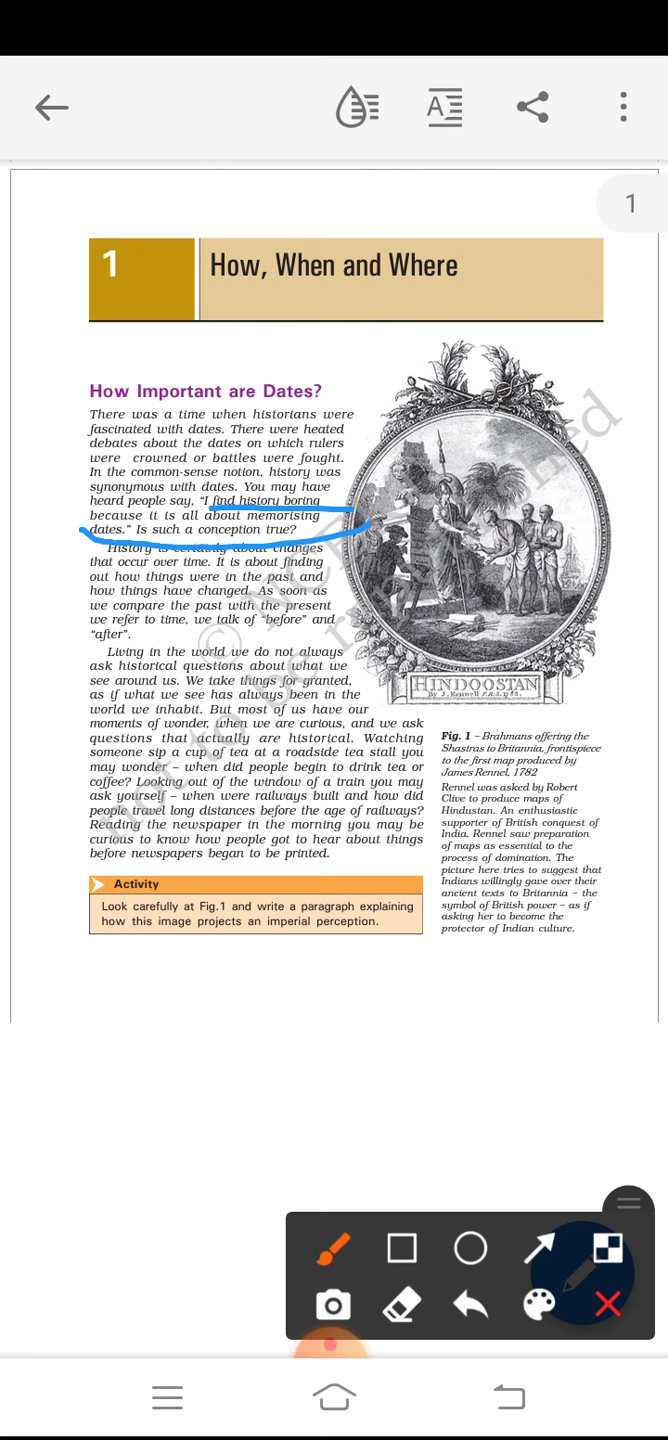 1
1
How, When and Where
How Important are Dates?
There was a time when historians were
fascinated with dates. There were heated
debates about the dates on which rulers
were crowned or battles were fought.
In the common-sense notion, history was
synonymous with dates. You may have
heard people say, “I find history boring
because it is all about memorising
dates.” Is such a conception true?
History is certainly about changes
that occur over time. It is about finding
out how things were in the past and
how things have changed. As soon as
we compare the past with the present
we refer to time, we talk of “before” and
“after”.
Living in the world we do not always
ask historical questions about what we
see around us. We take things for granted,
as if what we see has always been in the
world we inhabit. But most of us have our
moments of wonder, when we are curious, and we ask
questions that actually are historical. Watching
someone sip a cup of tea at a roadside tea stall you
may wonder – when did people begin to drink tea or
coffee? Looking out of the window of a train you may
ask yourself – when were railways built and how did
people travel long distances before the age of railways?
Reading the newspaper in the morning you may be
curious to know how people got to hear about things
before newspapers began to be printed.
Activity
Look carefully at Fig.1 and write a paragraph explaining
how this image projects an imperial perception.
HINDOOSTAN
By J. Rennell F.R.S. 1782.
Fig. 1 – Brahmans offering the
Shastras to Britannia, frontispiece
to the first map produced by
James Rennel, 1782
Rennel was asked by Robert
Clive to produce maps of
Hindustan. An enthusiastic
supporter of British conquest of
India, Rennel saw preparation
of maps as essential to the
process of domination. The
picture here tries to suggest that
Indians willingly gave over their
ancient texts to Britannia – the
symbol of British power – as if
asking her to become the
protector of Indian culture.
© NCERT
not to be republished